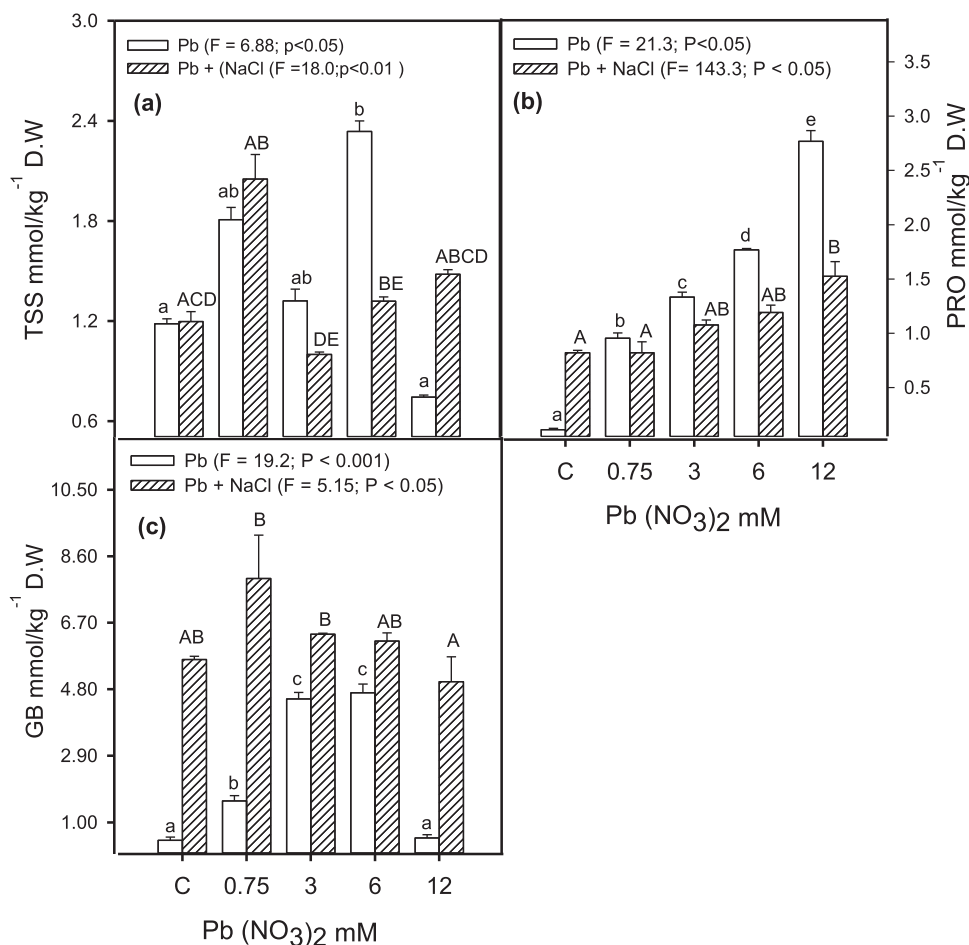 3.0
2.4
1.8
1.2
0.6
TSS mmol/kg⁻¹ D.W
Pb (F = 6.88; p<0.05)
Pb + (NaCl (F =18.0;p<0.01 )
(a)
a
ACD
ab
AB
ab
DE
b
BE
a
ABCD
Pb (F = 21.3; P<0.05)
Pb + NaCl (F= 143.3; P < 0.05)
(b)
a
A
b
A
c
AB
d
AB
e
B
3.5
3.0
2.5
2.0
1.5
1.0
0.5
PRO mmol/kg⁻¹ D.W
C 0.75 3 6 12
Pb (NO₃)₂ mM
Pb (F = 19.2; P < 0.001)
Pb + NaCl (F = 5.15; P < 0.05)
(c)
10.50
8.60
6.70
4.80
2.90
1.00
GB mmol/kg⁻¹ D.W
a
AB
b
B
c
B
c
AB
a
A
C 0.75 3 6 12
Pb (NO₃)₂ mM